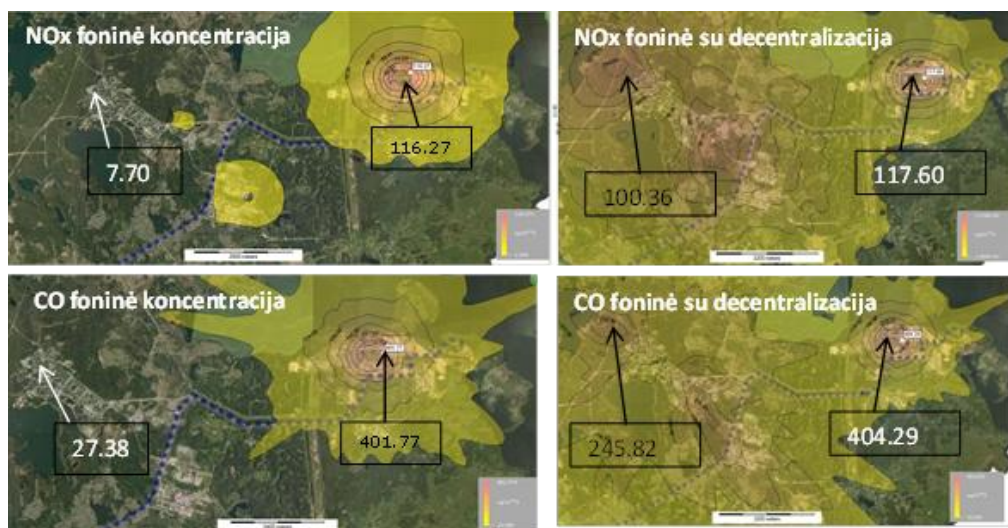 NOx foninė koncentracija
7.70
116.27
NOx foninė su decentralizacija
100.36
117.60
CO foninė koncentracija
27.38
401.77
CO foninė su decentralizacija
245.82
404.29